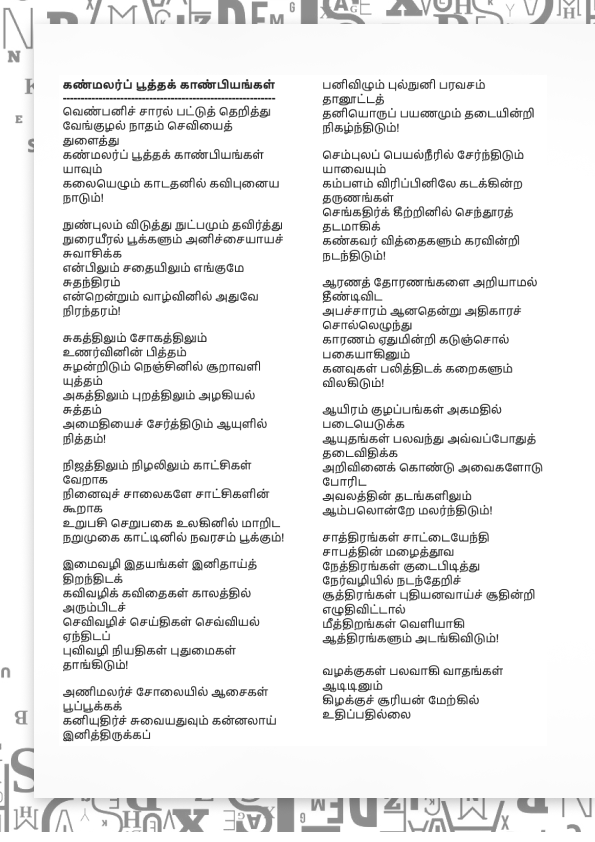 கண்மலர்ப் பூத்தக் காண்பியங்கள்
-----------------------------------------------------------
வெண்பனிச் சாரல் பட்டுத் தெறித்து
வேங்குழல் நாதம் செவியைத்
துளைத்து
கண்மலர்ப் பூத்தக் காண்பியங்கள்
யாவும்
கலையெழும் காடதனில் கவிபுனைய
நாடும்!
நுண்புலம் விடுத்து நுட்பமும் தவிர்த்து
நுரையீரல் பூக்களும் அனிச்சையாயச்
சுவாசிக்க
என்பிலும் சதையிலும் எங்குமே
சுதந்திரம்
என்றென்றும் வாழ்வினில் அதுவே
நிரந்தரம்!
சுகத்திலும் சோகத்திலும்
உணர்வினின் பித்தம்
சுழன்றிடும் நெஞ்சினில் சூறாவளி
யுத்தம்
அகத்திலும் புறத்திலும் அழகியல்
சுத்தம்
அமைதியைச் சேர்த்திடும் ஆயுளில்
நித்தம்!
நிஜத்திலும் நிழலிலும் காட்சிகள்
வேறாக
நினைவுச் சாலைகளே சாட்சிகளின்
கூறாக
உறுபசி செறுபகை உலகினில் மாறிட
நறுமுகை காட்டினில் நவரசம் பூக்கும்!
இமைவழி இதயங்கள் இனிதாய்த்
திறந்திடக்
கவிவழிக் கவிதைகள் காலத்தில்
அரும்பிடச்
செவிவழிச் செய்திகள் செவ்வியல்
ஏந்திடப்
புவிவழி நியதிகள் புதுமைகள்
தாங்கிடும்!
அணிமலர்ச் சோலையில் ஆசைகள்
பூப்பூக்கக்
கனியுதிர்ச் சுவையதுவும் கன்னலாய்
இனித்திருக்கப்
பனிவிழும் புல்நுனி பரவசம்
தானூட்டத்
தனியொருப் பயணமும் தடையின்றி
நிகழ்ந்திடும்!
செம்புலப் பெயல்நீரில் சேர்ந்திடும்
யாவையும்
கம்பளம் விரிப்பினிலே கடக்கின்ற
தருணங்கள்
செங்கதிர்க் கீற்றினில் செந்தூரத்
தடமாகிக்
கண்கவர் வித்தைகளும் கரவின்றி
நடந்திடும்!
ஆரணத் தோரணங்களை அறியாமல்
தீண்டிவிட
அபச்சாரம் ஆனதென்று அதிகாரச்
சொல்லெழுந்து
காரணம் ஏதுமின்றி கடுஞ்சொல்
பகையாகினும்
கனவுகள் பலித்திடக் கறைகளும்
விலகிடும்!
ஆயிரம் குழப்பங்கள் அகமதில்
படையெடுக்க
ஆயுதங்கள் பலவந்து அவ்வப்போதுத்
தடைவிதிக்க
அறிவினைக் கொண்டு அவைகளோடு
போரிட
அவலத்தின் தடங்களிலும்
ஆம்பலொன்றே மலர்ந்திடும்!
சாத்திரங்கள் சாட்டையேந்தி
சாபத்தின் மழைத்தூவ
நேத்திரங்கள் குடைபிடித்து
நேர்வழியில் நடந்தேறிச்
சூத்திரங்கள் புதியனவாய்ச் சூதின்றி
எழுதிவிட்டால்
மீத்திறங்கள் வெளியாகி
ஆத்திரங்களும் அடங்கிவிடும்!
வழக்குகள் பலவாகி வாதங்கள்
ஆடிடினும்
கிழக்குச் சூரியன் மேற்கில்
உதிப்பதில்லை